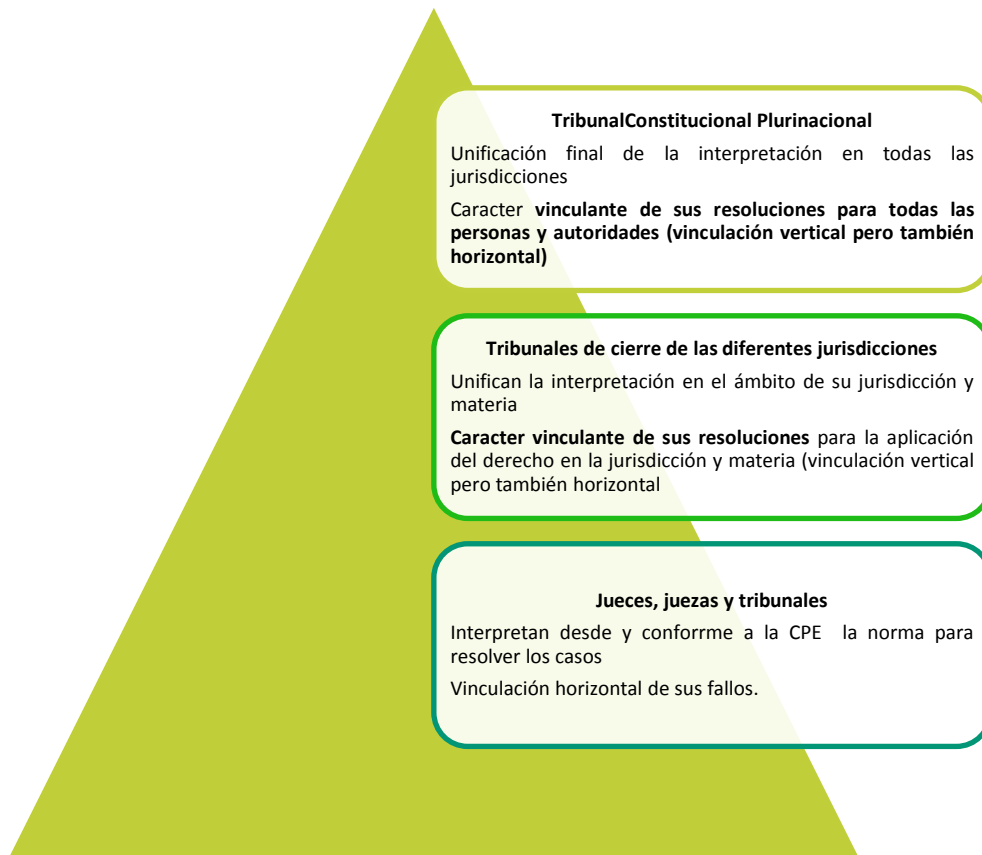 TribunalConstitucional Plurinacional
Unificación final de la interpretación en todas las
jurisdicciones
Caracter vinculante de sus resoluciones para todas las
personas y autoridades (vinculación vertical pero también
horizontal)
Tribunales de cierre de las diferentes jurisdicciones
Unifican la interpretación en el ámbito de su jurisdicción y
materia
Caracter vinculante de sus resoluciones para la aplicación
del derecho en la jurisdicción y materia (vinculación vertical
pero también horizontal
Jueces, juezas y tribunales
Interpretan desde y conforrme a la CPE la norma para
resolver los casos
Vinculación horizontal de sus fallos.